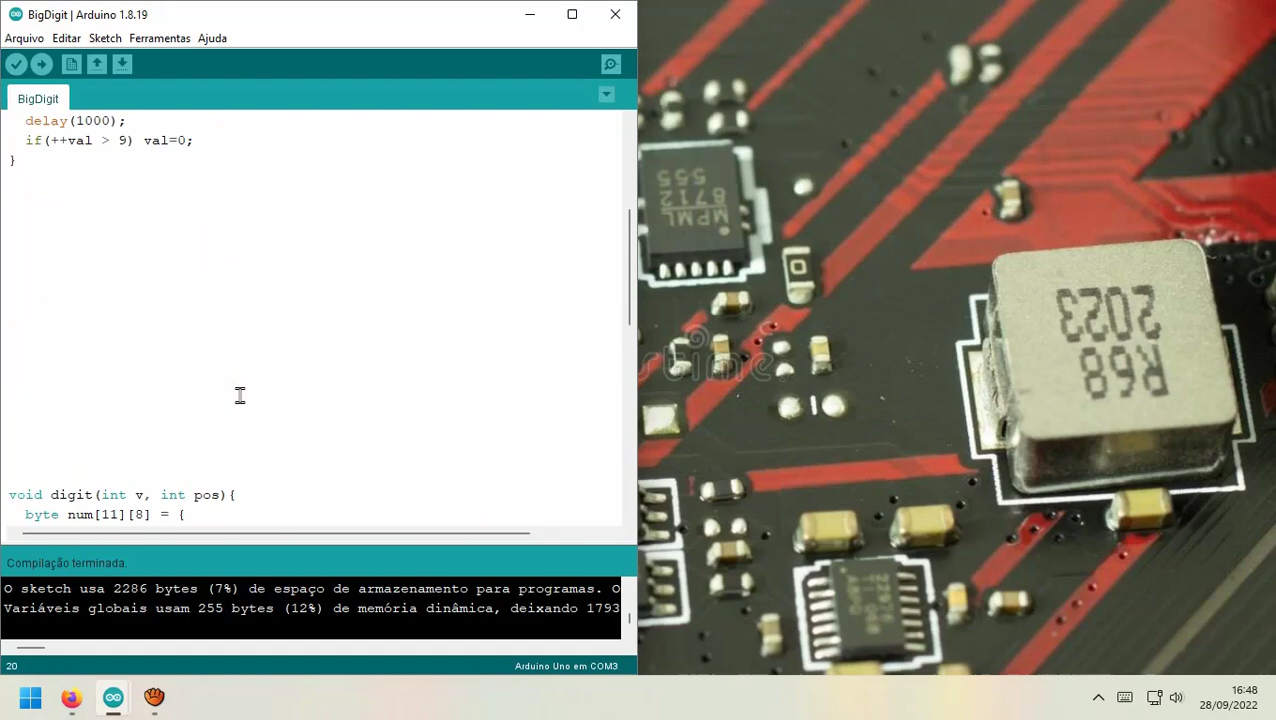 BigDigit | Arduino 1.8.19
Arquivo Editar Sketch Ferramentas Ajuda
BigDigit
delay(1000);
if(++val > 9) val=0;
}
void digit(int v, int pos){
byte num[11][8] = {
Compilação terminada.
O sketch usa 2286 bytes (7%) de espaço de armazenamento para programas. O
Variáveis globais usam 255 bytes (12%) de memória dinâmica, deixando 1793
20
Arduino Uno em COM3
MPML
8712
555
0
R68
2023
16:48
28/09/2022